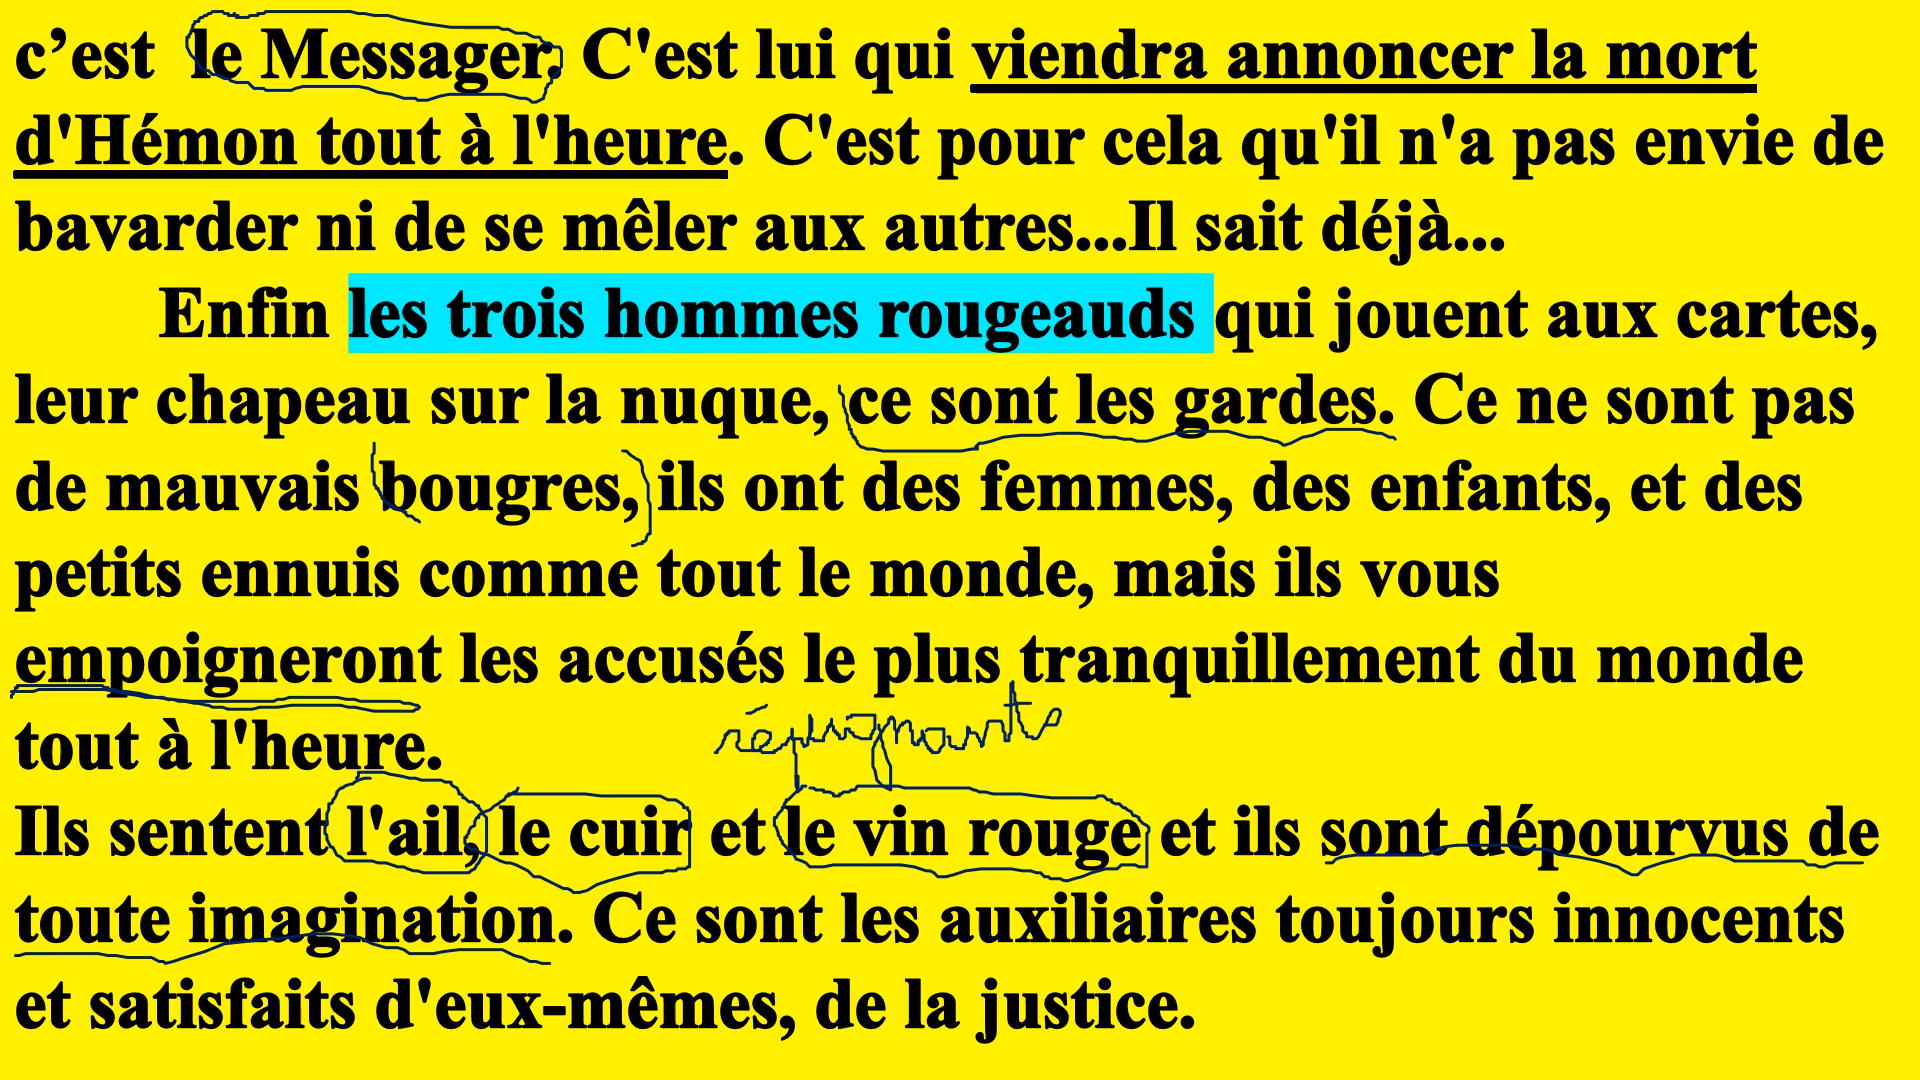 c’est le Messager. C'est lui qui viendra annoncer la mort
d'Hémon tout à l'heure. C'est pour cela qu'il n'a pas envie de
bavarder ni de se mêler aux autres...Il sait déjà...
Enfin les trois hommes rougeauds qui jouent aux cartes,
leur chapeau sur la nuque, ce sont les gardes. Ce ne sont pas
de mauvais bougres, ils ont des femmes, des enfants, et des
petits ennuis comme tout le monde, mais ils vous
empoigneront les accusés le plus tranquillement du monde
tout à l'heure.
répugnante
Ils sentent l'ail, le cuir et le vin rouge et ils sont dépourvus de
toute imagination. Ce sont les auxiliaires toujours innocents
et satisfaits d'eux-mêmes, de la justice.